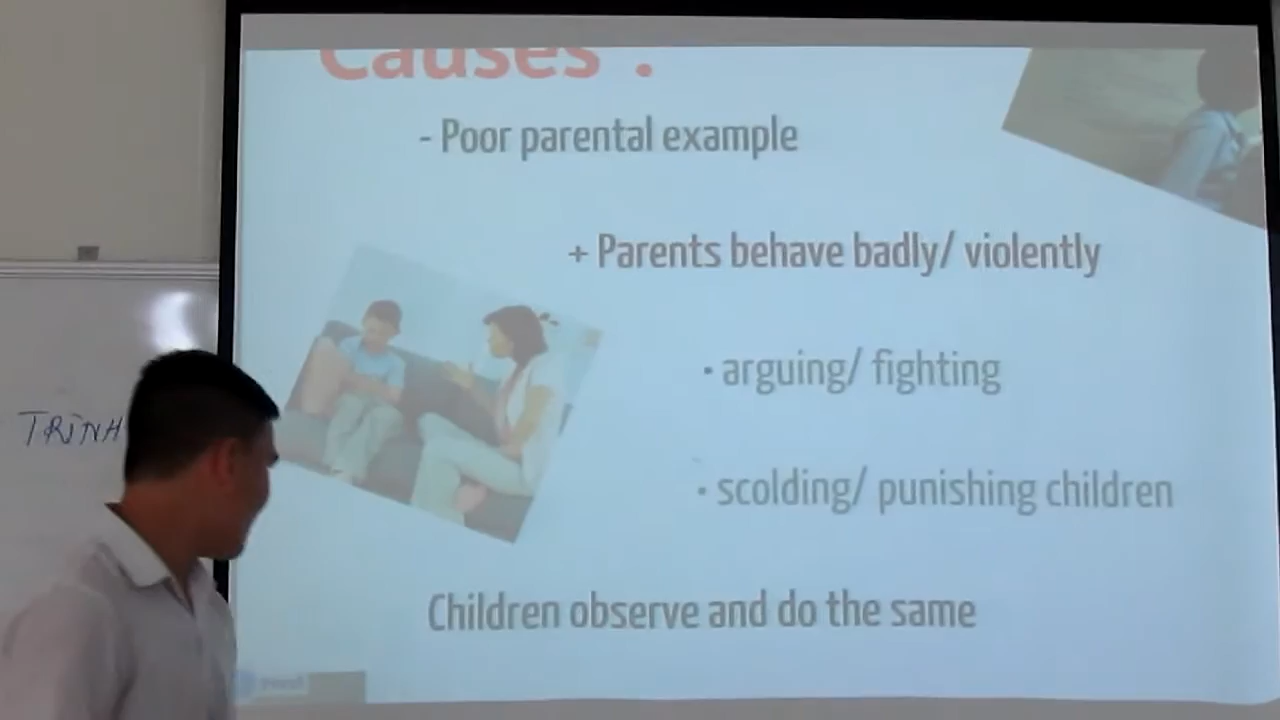 Causes :
- Poor parental example
+ Parents behave badly/ violently
• arguing/ fighting
• scolding/ punishing children
Children observe and do the same
TRÌNH